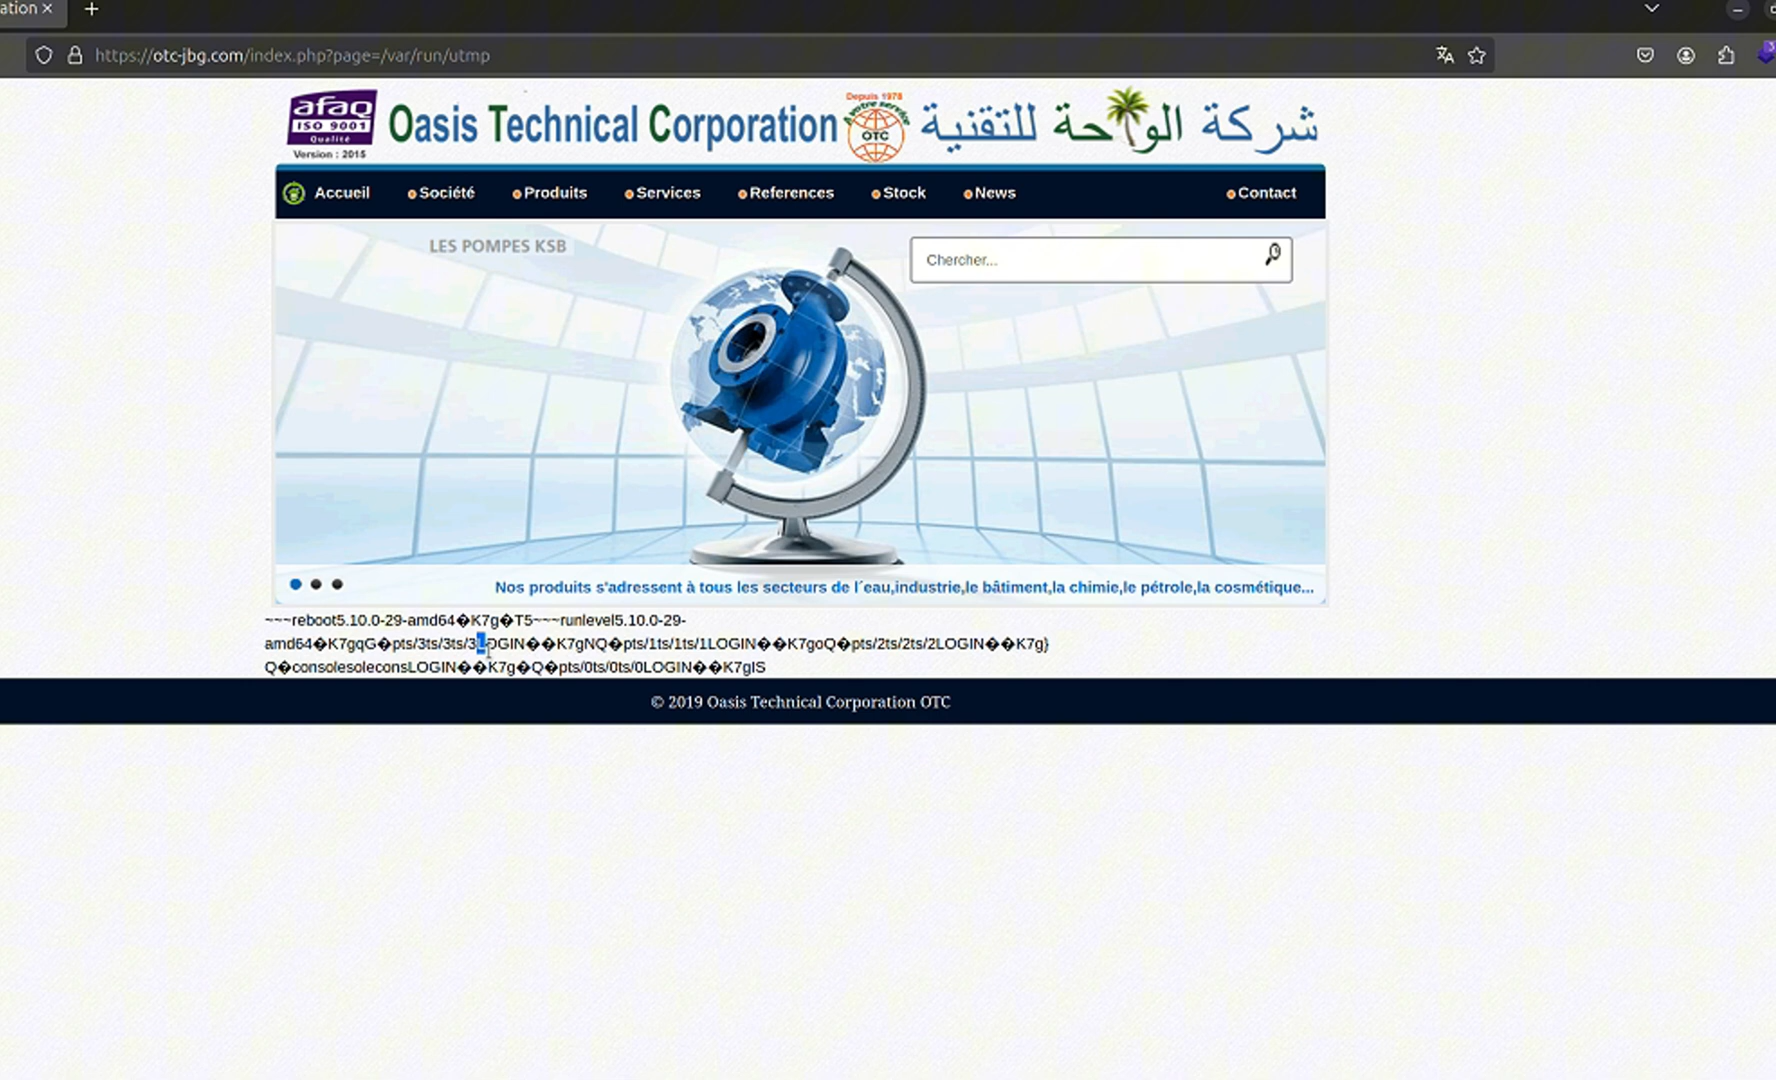 ation
https://otc-jbg.com/index.php?page=/var/run/utmp
afaq
ISO 9001
Qualité
Version : 2015
Oasis Technical Corporation
Depuis 1978
A votre service
OTC
شركة الواحة للتقنية
Accueil
Société
Produits
Services
References
Stock
News
Contact
LES POMPES KSB
Chercher...
Nos produits s'adressent à tous les secteurs de l´eau,industrie,le bâtiment,la chimie,le pétrole,la cosmétique...
~~~reboot5.10.0-29-amd64�K7g�T5~~~runlevel5.10.0-29-
amd64�K7gqG�pts/3ts/3ts/3LOGIN��K7gNQ�pts/1ts/1ts/1LOGIN��K7goQ�pts/2ts/2ts/2LOGIN��K7g}
Q�consolesoleconsLOGIN��K7g�Q�pts/0ts/0ts/0LOGIN��K7gIS
© 2019 Oasis Technical Corporation OTC